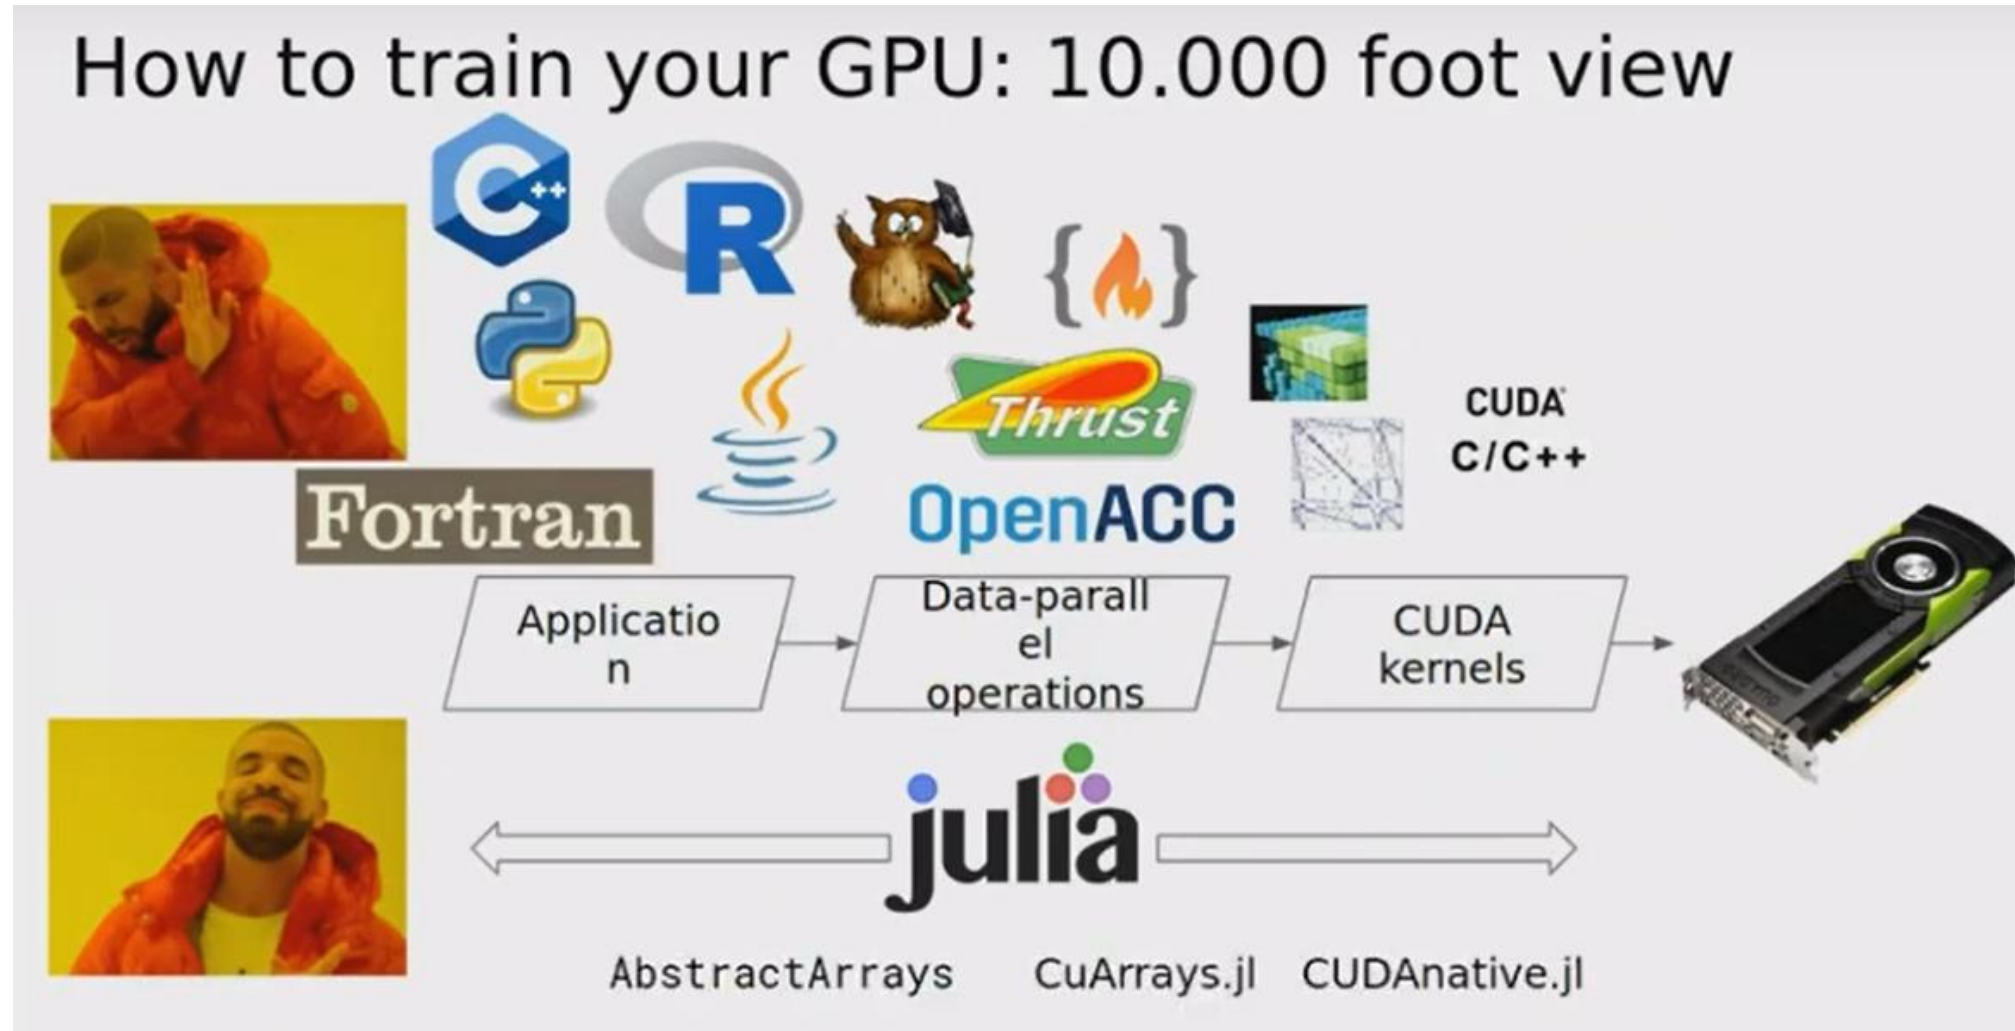 How to train your GPU: 10.000 foot view
C++
R
Thrust
CUDA
C/C++
Fortran
OpenACC
Applicatio
n
Data-parall
el
operations
CUDA
kernels
julia
AbstractArrays
CuArrays.jl
CUDAnative.jl